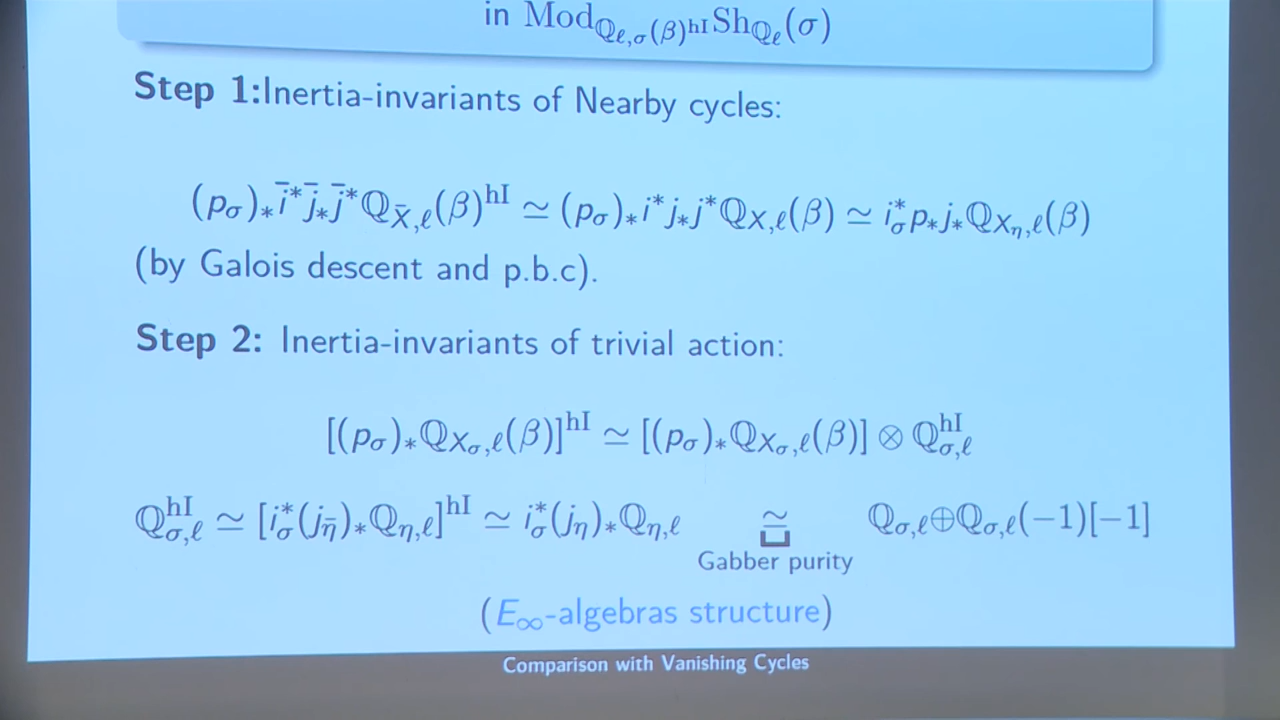 in Mod_{ℚℓ,σ(β)^{hI}}Sh_{ℚℓ}(σ)
Step 1:Inertia-invariants of Nearby cycles:
(p_σ)_*ī^*j̄_*j̄^*ℚ_{X̄,ℓ}(β)^{hI} ≃ (p_σ)_*i^*j_*j^*ℚ_{X,ℓ}(β) ≃ i_σ^*p_*j_*ℚ_{X_η,ℓ}(β)
(by Galois descent and p.b.c).
Step 2: Inertia-invariants of trivial action:
[(p_σ)_*ℚ_{X_σ,ℓ}(β)]^{hI} ≃ [(p_σ)_*ℚ_{X_σ,ℓ}(β)] ⊗ ℚ_{σ,ℓ}^{hI}
ℚ_{σ,ℓ}^{hI} ≃ [i_σ^*(j_η̄)_*ℚ_{η,ℓ}]^{hI} ≃ i_σ^*(j_η)_*ℚ_{η,ℓ} ≃ ℚ_{σ,ℓ}⊕ℚ_{σ,ℓ}(−1)[−1]
Gabber purity
(E_∞-algebras structure)
Comparison with Vanishing Cycles